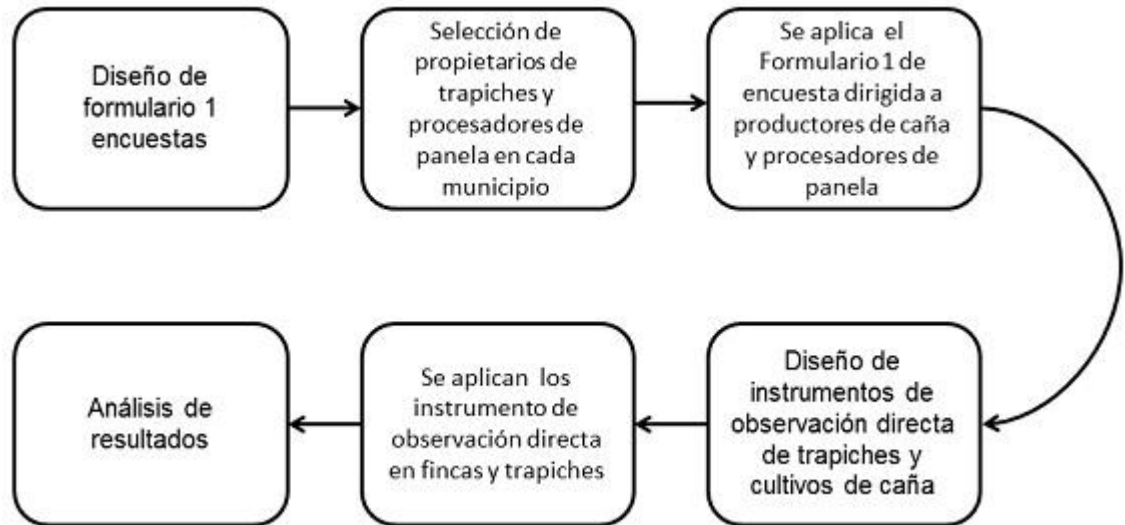 Diseño de
formulario 1
encuestas
Selección de
propietarios de
trapiches y
procesadores de
panela en cada
municipio
Se aplica el
Formulario 1 de
encuesta dirigida a
productores de caña
y procesadores de
panela
Diseño de
instrumentos de
observación directa
de trapiches y
cultivos de caña
Se aplican los
instrumento de
observación directa
en fincas y trapiches
Análisis de
resultados